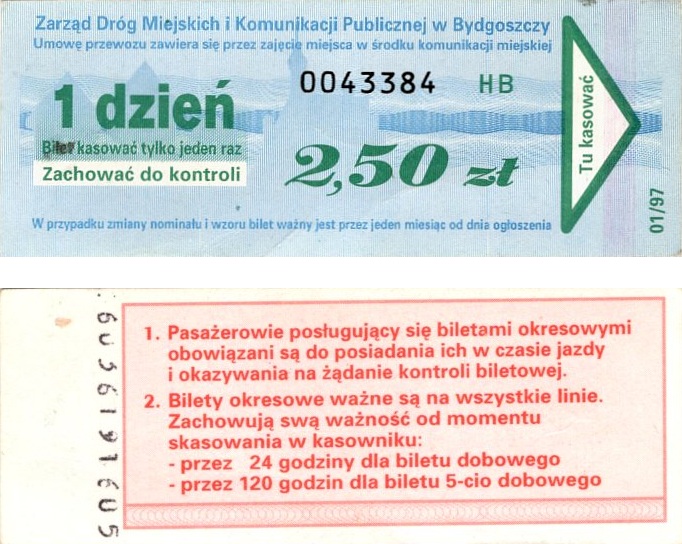 Zarząd Dróg Miejskich i Komunikacji Publicznej w Bydgoszczy
Umowę przewozu zawiera się przez zajęcie miejsca w środku komunikacji miejskiej
0043384 HB
1 dzień
Bilet kasować tylko jeden raz
Zachować do kontroli
2,50 zł
W przypadku zmiany nominału i wzoru bilet ważny jest przez jeden miesiąc od dnia ogłoszenia
Tu kasować
01/97
1. Pasażerowie posługujący się biletami okresowymi
obowiązani są do posiadania ich w czasie jazdy
i okazywania na żądanie kontroli biletowej.
2. Bilety okresowe ważne są na wszystkie linie.
Zachowują swą ważność od momentu
skasowania w kasowniku:
- przez 24 godziny dla biletu dobowego
- przez 120 godzin dla biletu 5-cio dobowego